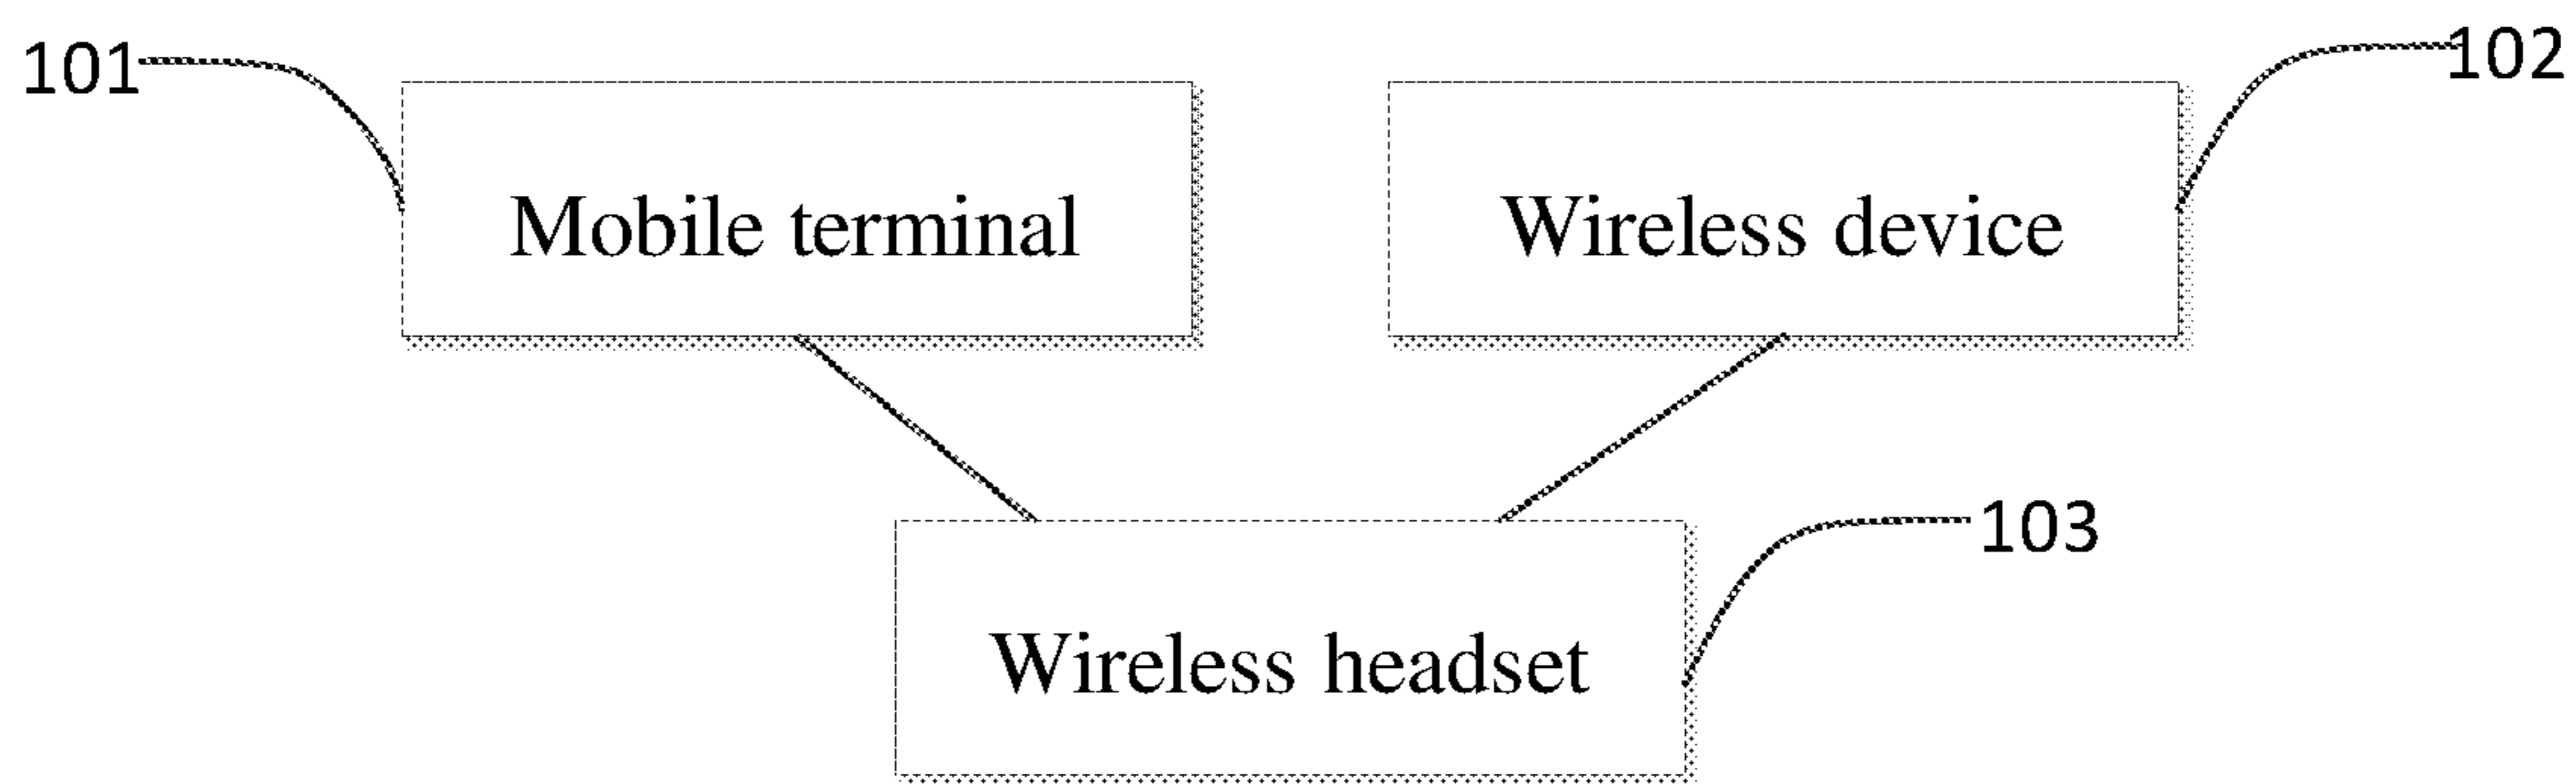 101
102
Mobile terminal
Wireless device
103
Wireless headset